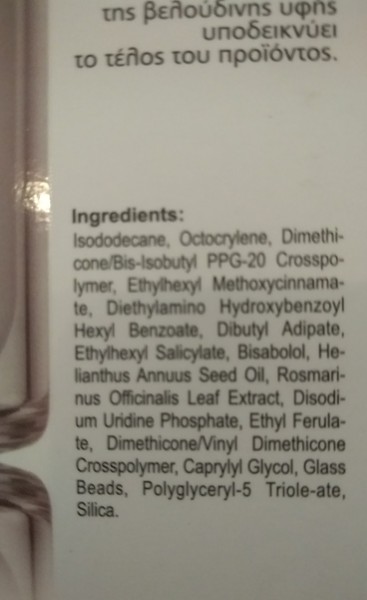 της βελούδινης υφής
υποδεικνύει
το τέλος του προϊόντος.
Ingredients:
Isododecane, Octocrylene, Dimethi-
cone/Bis-Isobutyl PPG-20 Crosspo-
lymer, Ethylhexyl Methoxycinnama-
te, Diethylamino Hydroxybenzoyl
Hexyl Benzoate, Dibutyl Adipate,
Ethylhexyl Salicylate, Bisabolol, He-
lianthus Annuus Seed Oil, Rosmari-
nus Officinalis Leaf Extract, Disodi-
um Uridine Phosphate, Ethyl Ferula-
te, Dimethicone/Vinyl Dimethicone
Crosspolymer, Caprylyl Glycol, Glass
Beads, Polyglyceryl-5 Triole-ate,
Silica.